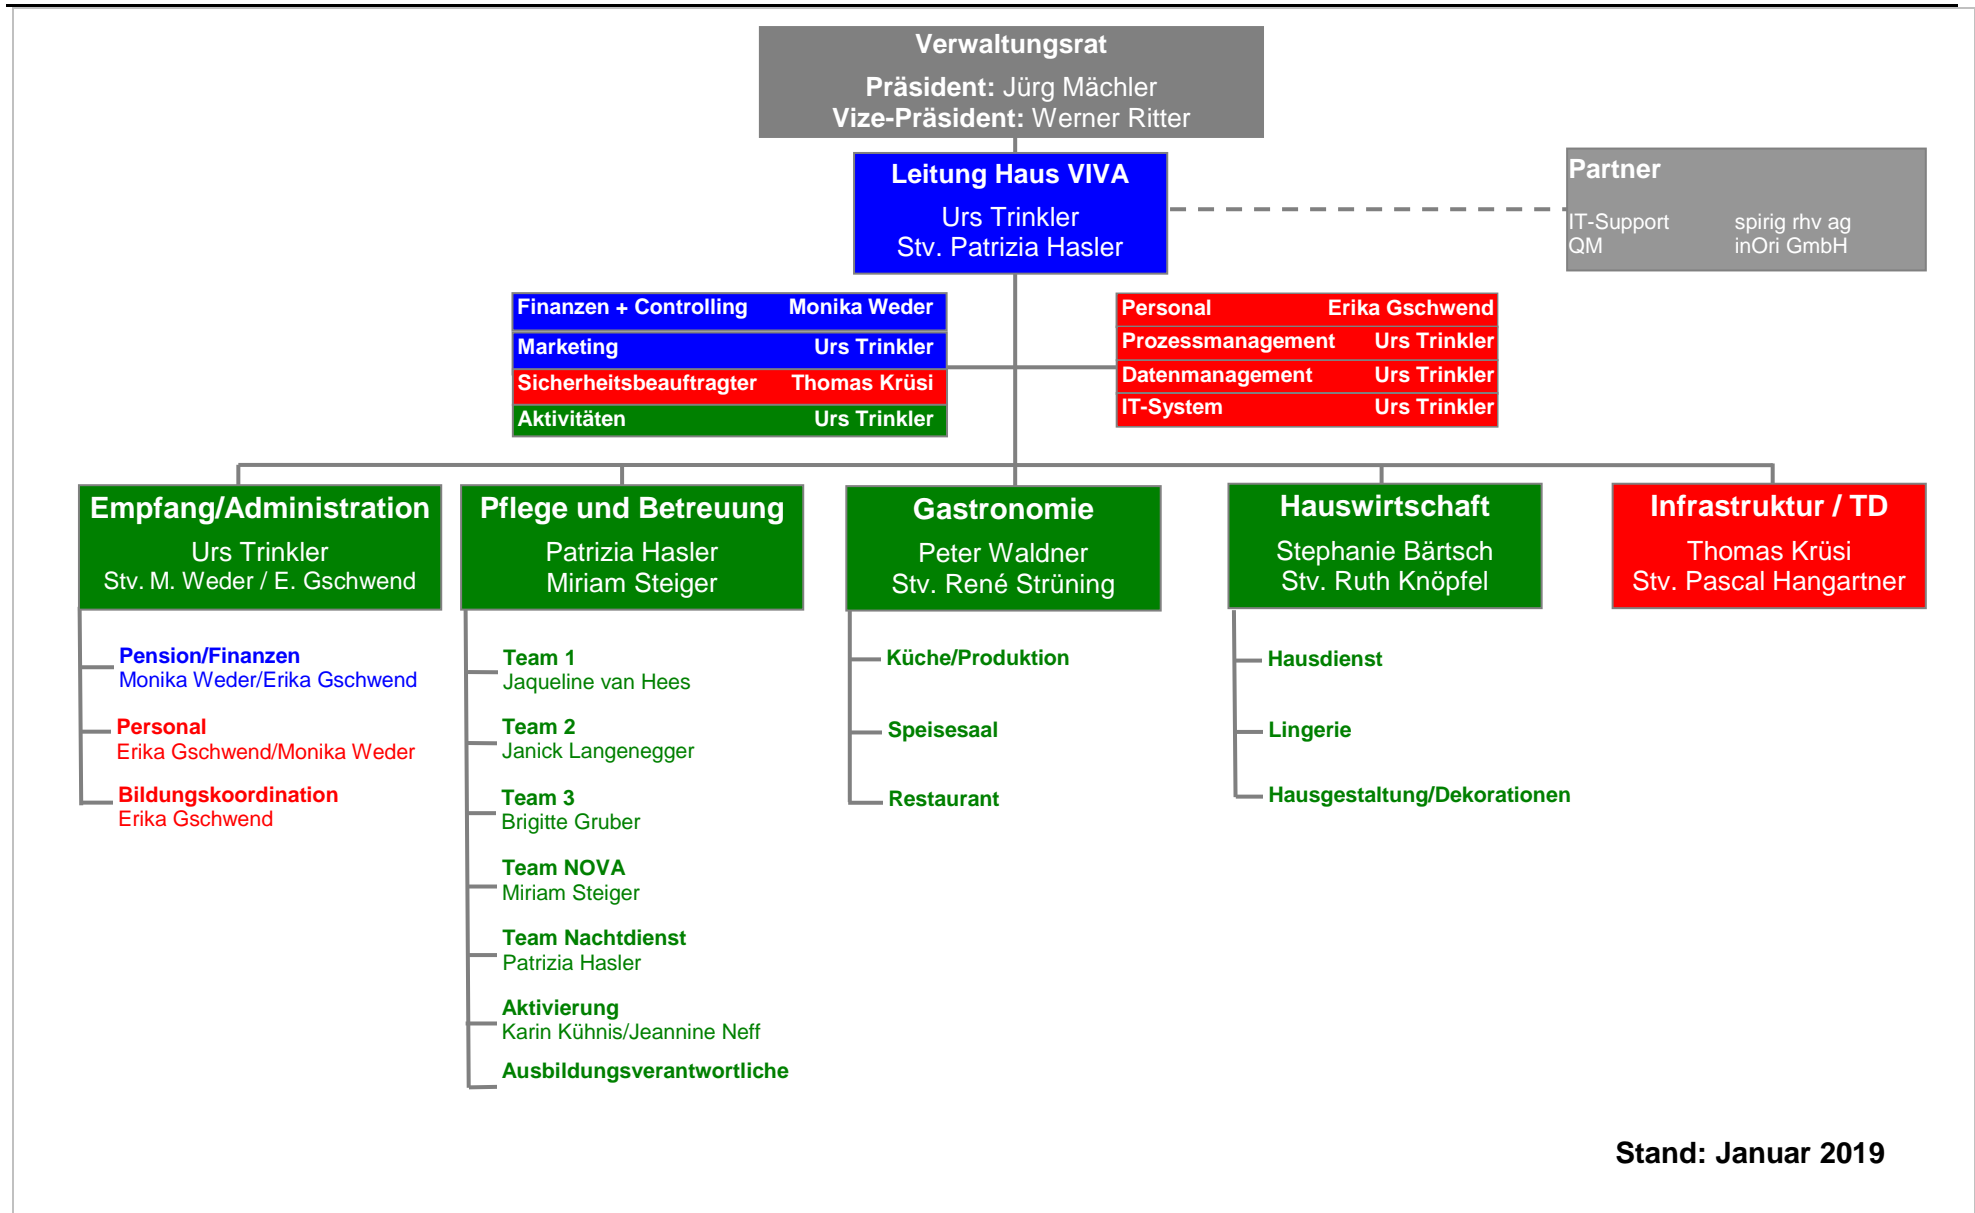 Verwaltungsrat
Präsident: Jürg Mächler
Vize-Präsident: Werner Ritter
Leitung Haus VIVA
Urs Trinkler
Stv. Patrizia Hasler
Partner
IT-Support spirig rhv ag
QM inOri GmbH
Finanzen + Controlling Monika Weder
Marketing Urs Trinkler
Sicherheitsbeauftragter Thomas Krüsi
Aktivitäten Urs Trinkler
Personal Erika Gschwend
Prozessmanagement Urs Trinkler
Datenmanagement Urs Trinkler
IT-System Urs Trinkler
Empfang/Administration
Urs Trinkler
Stv. M. Weder / E. Gschwend
Pension/Finanzen
Monika Weder/Erika Gschwend
Personal
Erika Gschwend/Monika Weder
Bildungskoordination
Erika Gschwend
Pflege und Betreuung
Patrizia Hasler
Miriam Steiger
Team 1
Jaqueline van Hees
Team 2
Janick Langenegger
Team 3
Brigitte Gruber
Team NOVA
Miriam Steiger
Team Nachtdienst
Patrizia Hasler
Aktivierung
Karin Kühnis/Jeannine Neff
Ausbildungsverantwortliche
Gastronomie
Peter Waldner
Stv. René Strüning
Küche/Produktion
Speisesaal
Restaurant
Hauswirtschaft
Stephanie Bärtsch
Stv. Ruth Knöpfel
Hausdienst
Lingerie
Hausgestaltung/Dekorationen
Infrastruktur / TD
Thomas Krüsi
Stv. Pascal Hangartner
Stand: Januar 2019